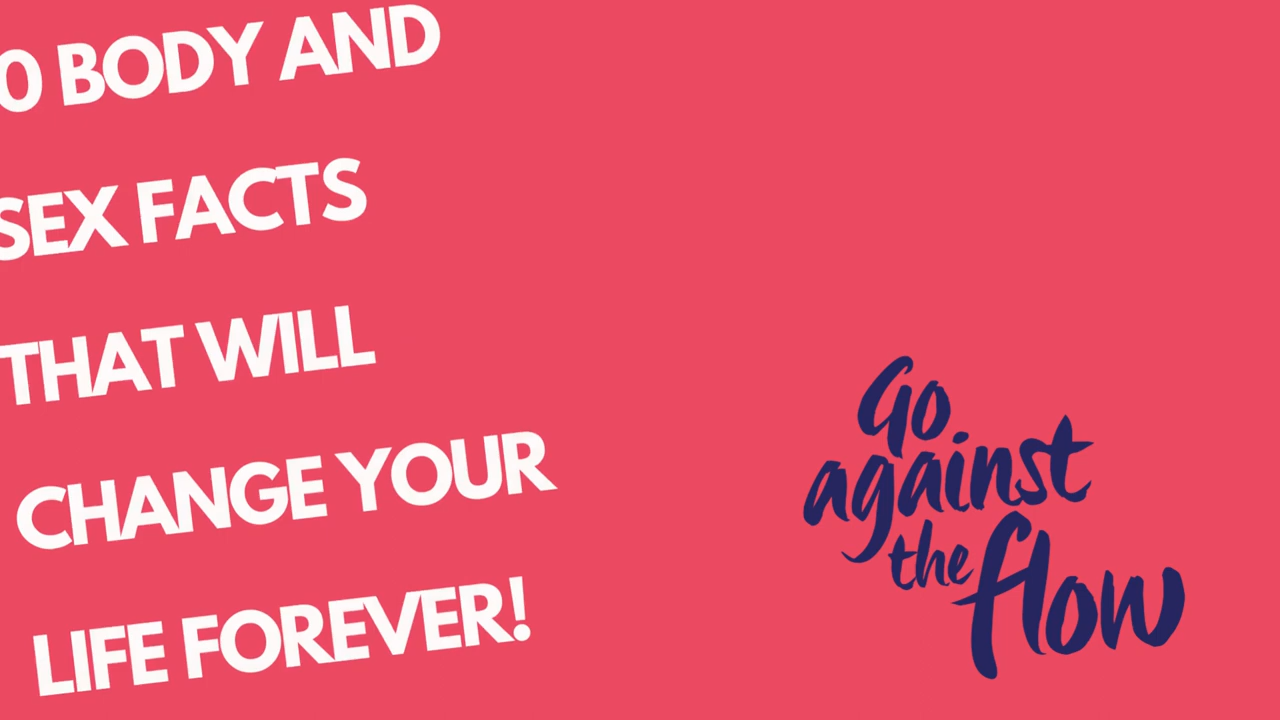 0 BODY AND
SEX FACTS
THAT WILL
CHANGE YOUR
LIFE FOREVER!
Go
against
the flow